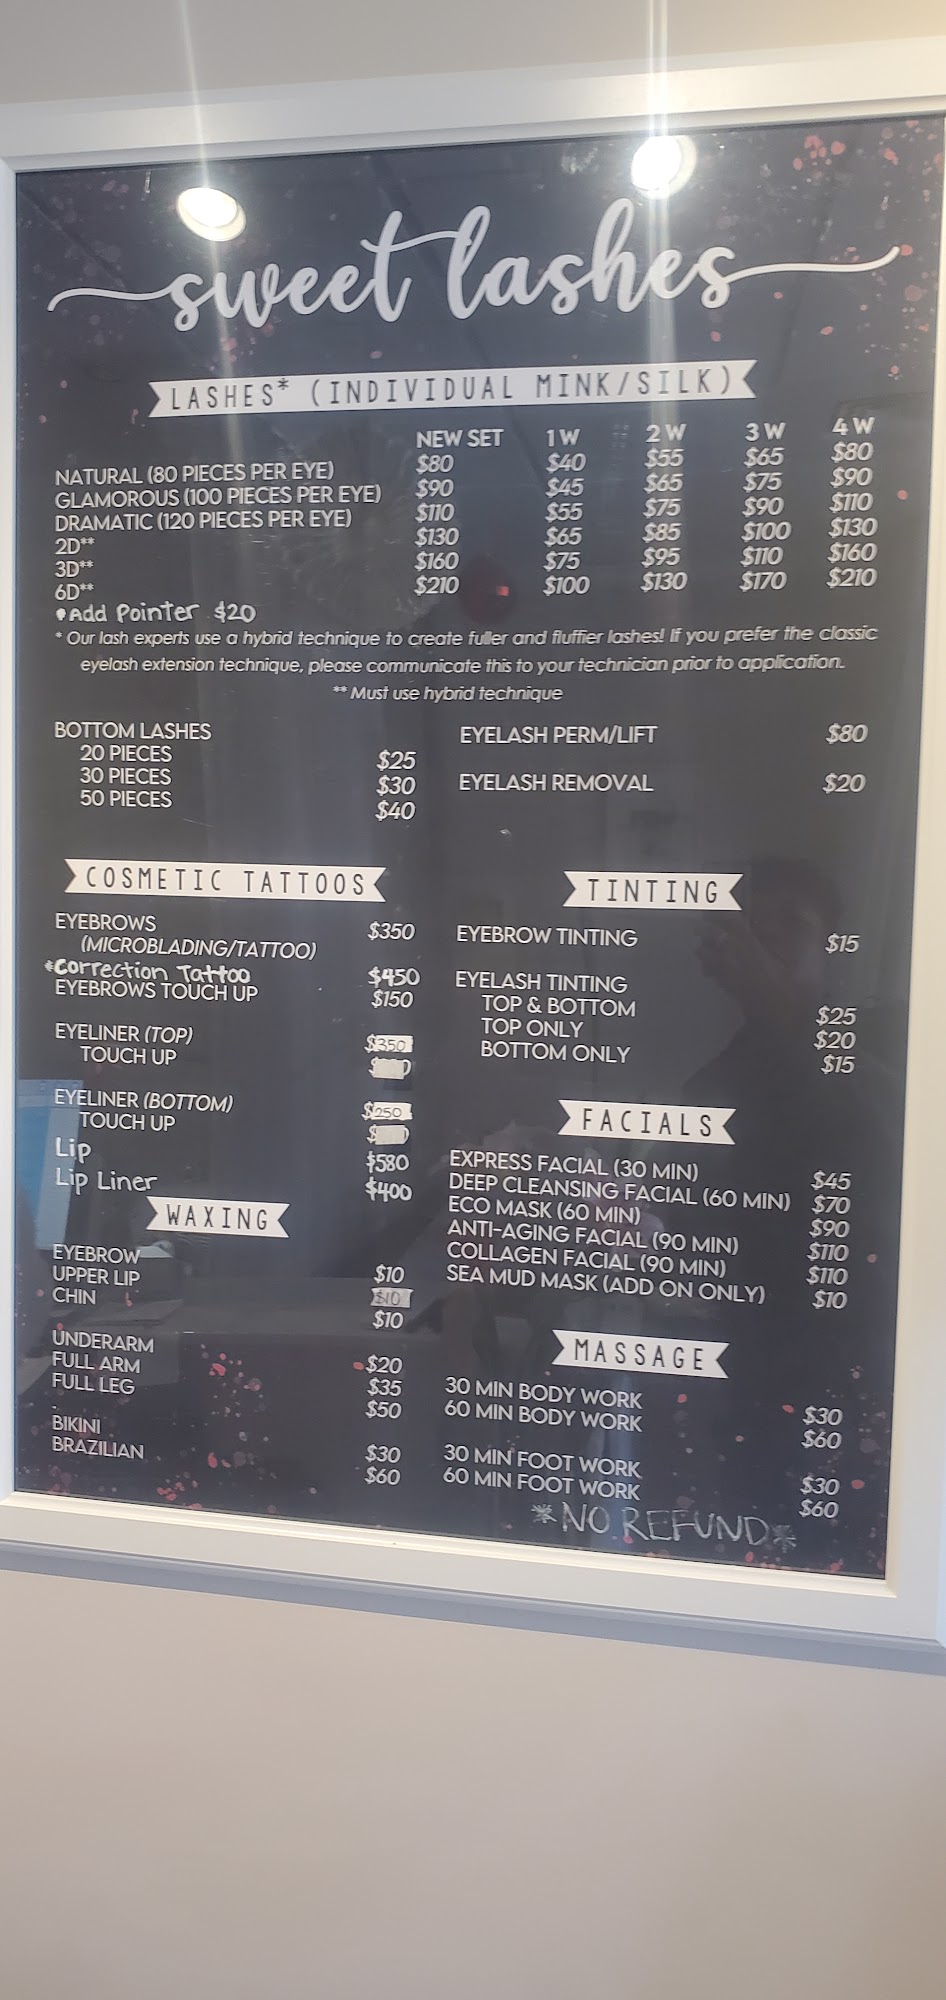 sweet lashes
LASHES* (INDIVIDUAL MINK/SILK)
NEW SET 1 W 2 W 3 W 4 W
NATURAL (80 PIECES PER EYE) $80 $40 $55 $65 $80
GLAMOROUS (100 PIECES PER EYE) $90 $45 $65 $75 $90
DRAMATIC (120 PIECES PER EYE) $110 $55 $75 $90 $110
2D** $130 $65 $85 $100 $130
3D** $160 $75 $95 $110 $160
6D** $210 $100 $130 $170 $210
*Add Pointer $20
* Our lash experts use a hybrid technique to create fuller and fluffier lashes! If you prefer the classic
eyelash extension technique, please communicate this to your technician prior to application.
** Must use hybrid technique
BOTTOM LASHES
20 PIECES $25
30 PIECES $30
50 PIECES $40
EYELASH PERM/LIFT $80
EYELASH REMOVAL $20
COSMETIC TATTOOS
EYEBROWS $350
(MICROBLADING/TATTOO)
*Correction Tattoo $450
EYEBROWS TOUCH UP $150
EYELINER (TOP) $350
TOUCH UP
EYELINER (BOTTOM) $250
TOUCH UP
Lip $580
Lip Liner $400
WAXING
EYEBROW $10
UPPER LIP $10
CHIN $10
UNDERARM $20
FULL ARM $35
FULL LEG $50
BIKINI $30
BRAZILIAN $60
TINTING
EYEBROW TINTING $15
EYELASH TINTING
TOP & BOTTOM $25
TOP ONLY $20
BOTTOM ONLY $15
FACIALS
EXPRESS FACIAL (30 MIN) $45
DEEP CLEANSING FACIAL (60 MIN) $70
ECO MASK (60 MIN) $90
ANTI-AGING FACIAL (90 MIN) $110
COLLAGEN FACIAL (90 MIN) $110
SEA MUD MASK (ADD ON ONLY) $10
MASSAGE
30 MIN BODY WORK $30
60 MIN BODY WORK $60
30 MIN FOOT WORK $30
60 MIN FOOT WORK $60
*NO REFUND*